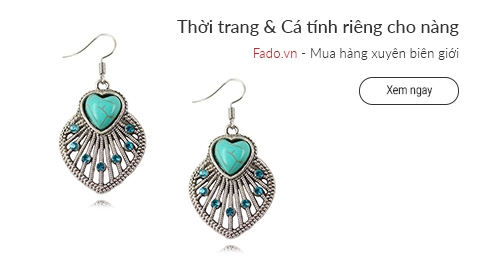 Thời trang & Cá tính riêng cho nàng
Fado.vn - Mua hàng xuyên biên giới
Xem ngay